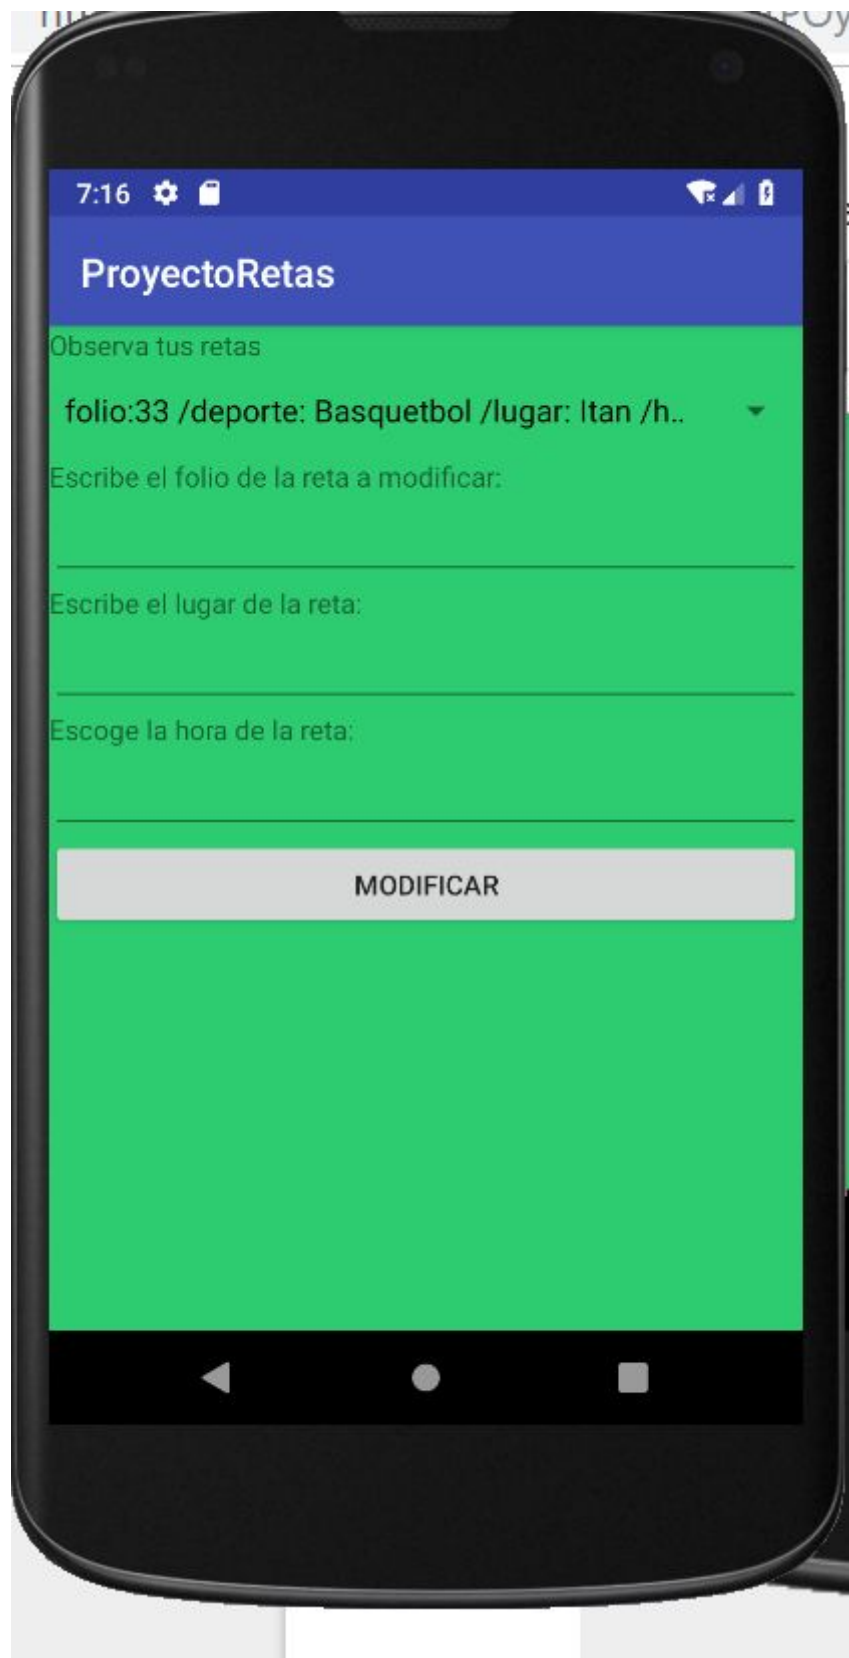 7:16
ProyectoRetas
Observa tus retas
folio:33 /deporte: Basquetbol /lugar: Itan /h..
Escribe el folio de la reta a modificar:
Escribe el lugar de la reta:
Escoge la hora de la reta:
MODIFICAR